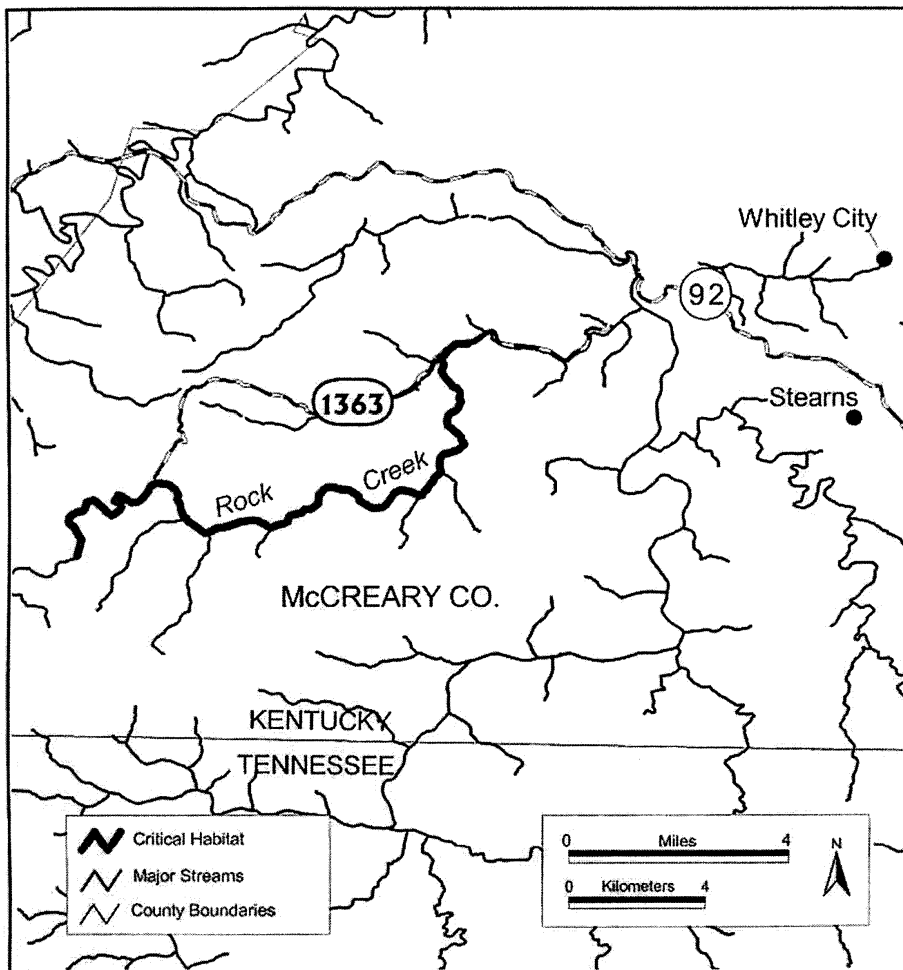 Whitley City
92
1363
Stearns
Rock Creek
McCREARY CO.
KENTUCKY
TENNESSEE
Critical Habitat
Major Streams
County Boundaries
0 Miles 4
0 Kilometers 4
N